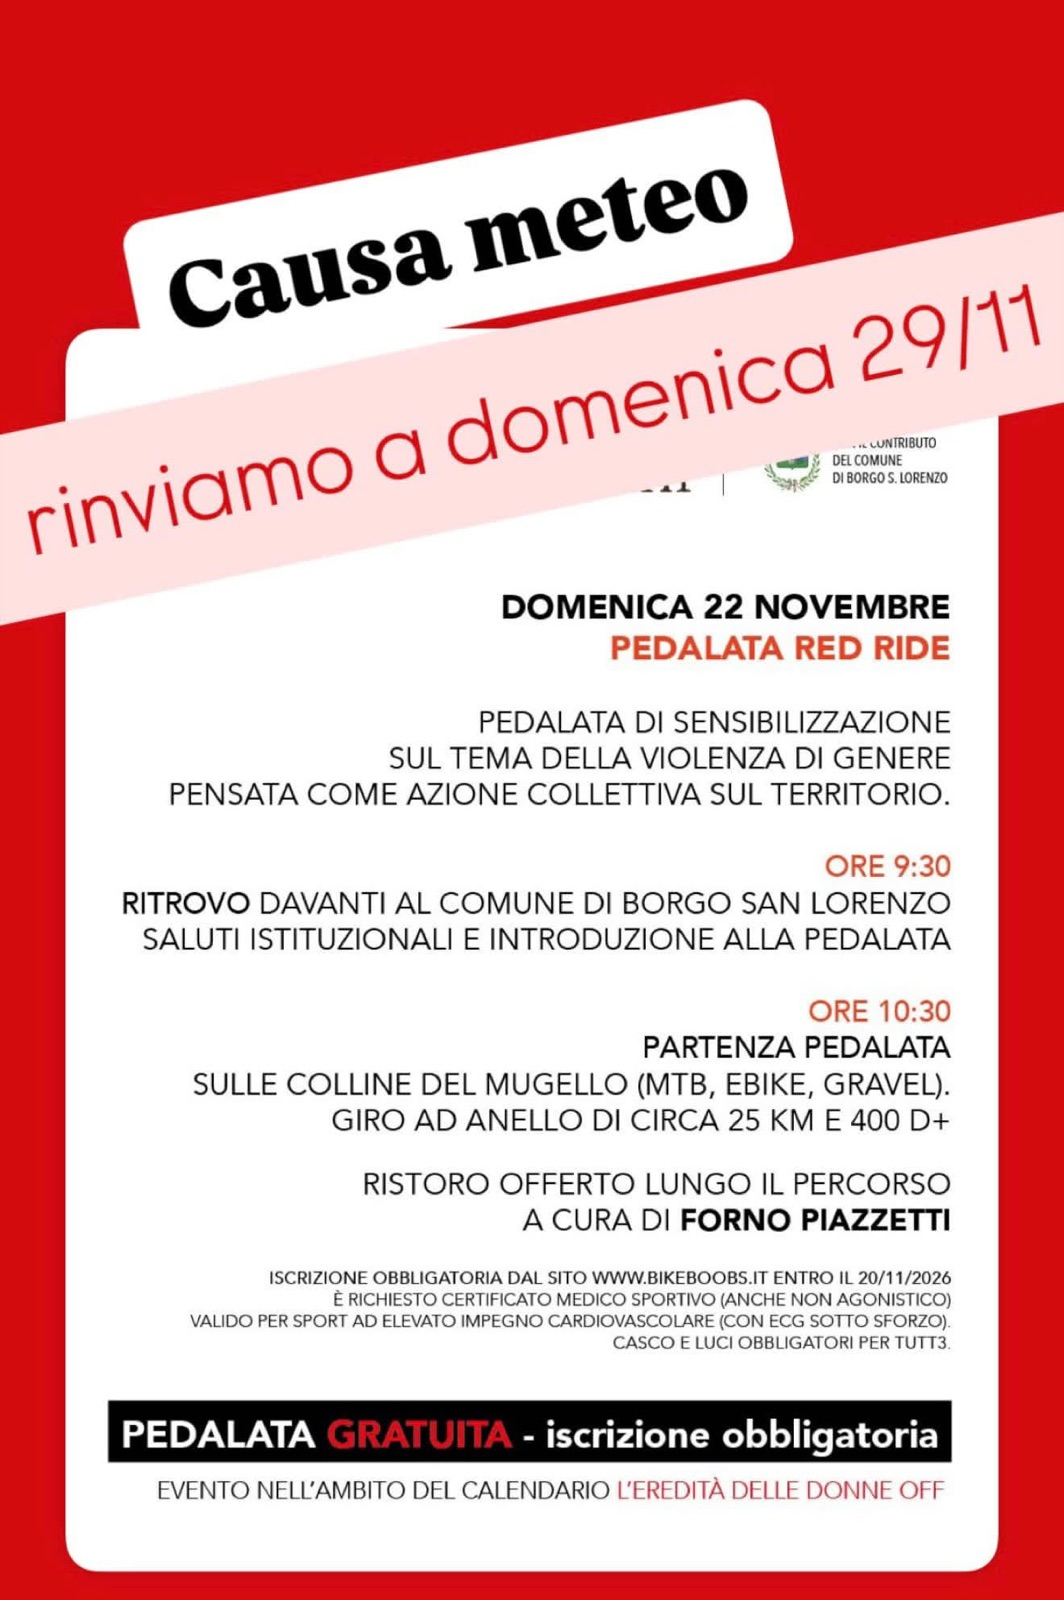 Causa meteo
rinviamo a domenica 29/11
IL CONTRIBUTO
DEL COMUNE
DI BORGO S. LORENZO
DOMENICA 22 NOVEMBRE
PEDALATA RED RIDE
PEDALATA DI SENSIBILIZZAZIONE
SUL TEMA DELLA VIOLENZA DI GENERE
PENSATA COME AZIONE COLLETTIVA SUL TERRITORIO.
ORE 9:30
RITROVO DAVANTI AL COMUNE DI BORGO SAN LORENZO
SALUTI ISTITUZIONALI E INTRODUZIONE ALLA PEDALATA
ORE 10:30
PARTENZA PEDALATA
SULLE COLLINE DEL MUGELLO (MTB, EBIKE, GRAVEL).
GIRO AD ANELLO DI CIRCA 25 KM E 400 D+
RISTORO OFFERTO LUNGO IL PERCORSO
A CURA DI FORNO PIAZZETTI
ISCRIZIONE OBBLIGATORIA DAL SITO WWW.BIKEBOOBS.IT ENTRO IL 20/11/2026
È RICHIESTO CERTIFICATO MEDICO SPORTIVO (ANCHE NON AGONISTICO)
VALIDO PER SPORT AD ELEVATO IMPEGNO CARDIOVASCOLARE (CON ECG SOTTO SFORZO).
CASCO E LUCI OBBLIGATORI PER TUTT3.
PEDALATA GRATUITA - iscrizione obbligatoria
EVENTO NELL'AMBITO DEL CALENDARIO L'EREDITÀ DELLE DONNE OFF